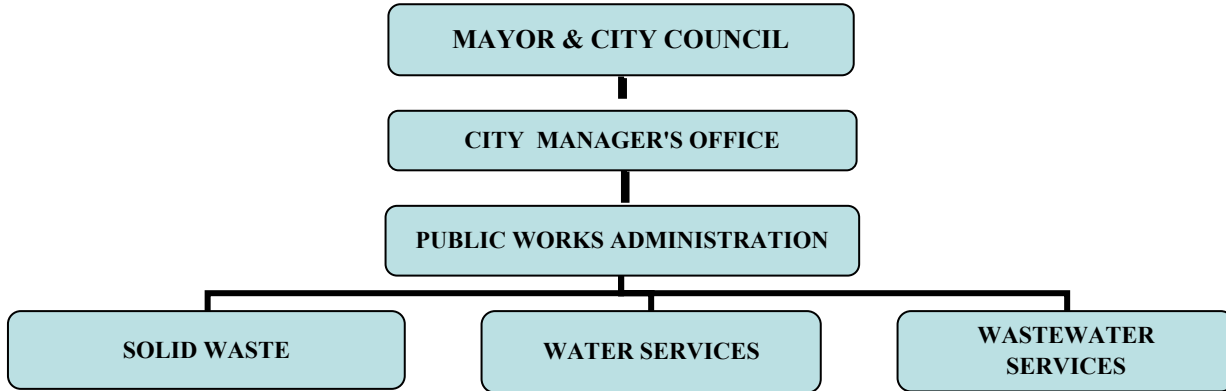 MAYOR & CITY COUNCIL
CITY MANAGER'S OFFICE
PUBLIC WORKS ADMINISTRATION
SOLID WASTE
WATER SERVICES
WASTEWATER
SERVICES